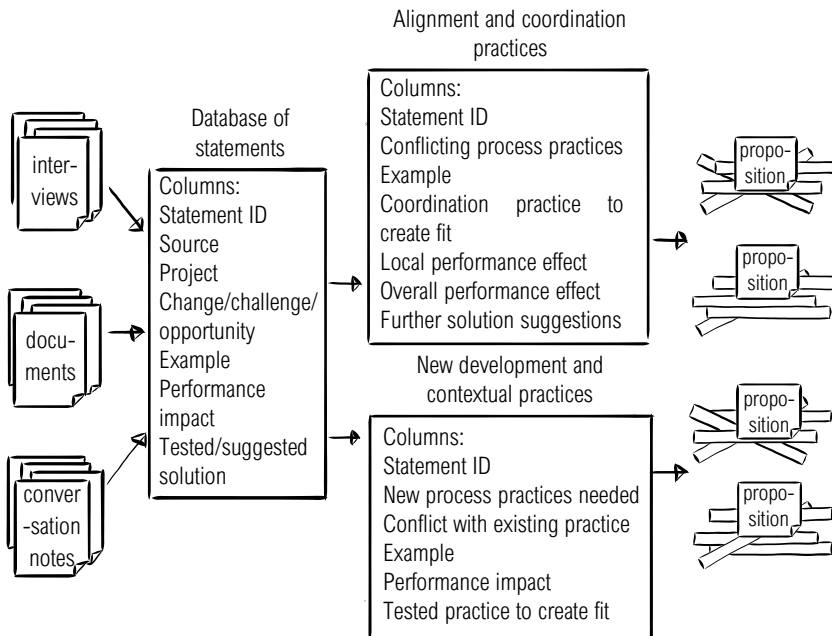 inter-
views
docu-
ments
conver
-sation
notes
Database of
statements
Columns:
Statement ID
Source
Project
Change/challenge/
opportunity
Example
Performance
impact
Tested/suggested
solution
Alignment and coordination
practices
Columns:
Statement ID
Conflicting process practices
Example
Coordination practice to
create fit
Local performance effect
Overall performance effect
Further solution suggestions
New development and
contextual practices
Columns:
Statement ID
New process practices needed
Conflict with existing practice
Example
Performance impact
Tested practice to create fit
propo-
sition
propo-
sition
propo-
sition
propo-
sition